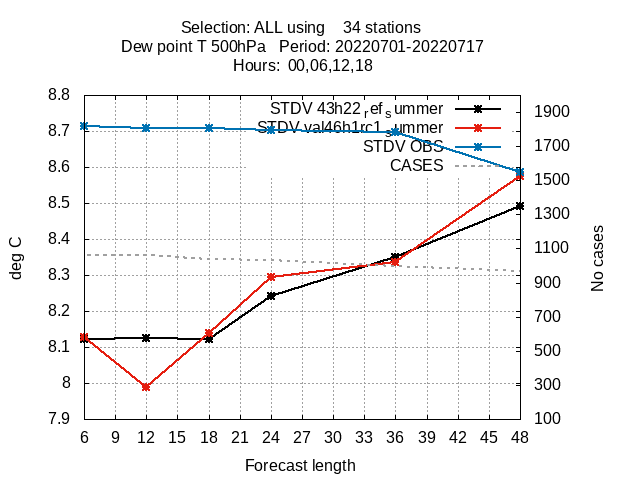 Selection: ALL using 34 stations
Dew point T 500hPa Period: 20220701-20220717
Hours: 00,06,12,18
8.8
8.7
8.6
8.5
8.4
8.3
8.2
8.1
8
7.9
deg C
STDV 43h22refsummer
STDV val46h1rc1summer
STDV OBS
CASES
1900
1700
1500
1300
1100
900
700
500
300
100
No cases
6 9 12 15 18 21 24 27 30 33 36 39 42 45 48
Forecast length